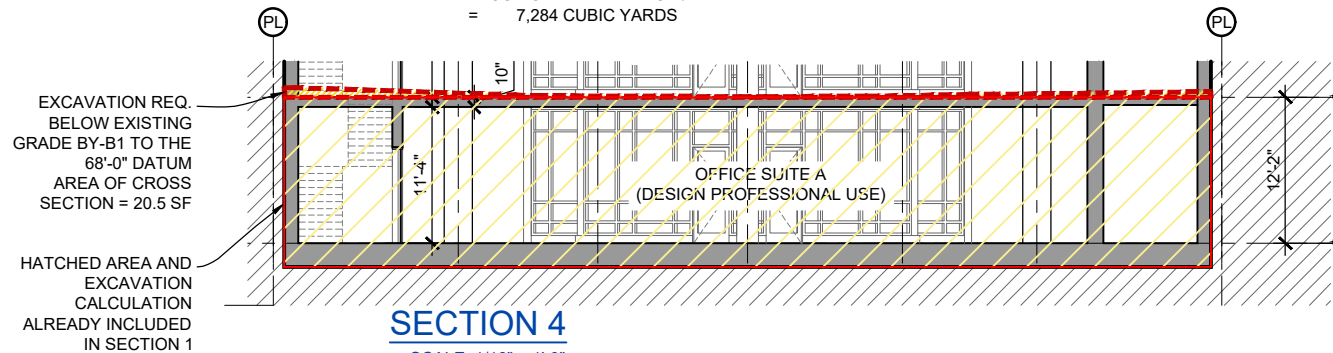 = 7,284 CUBIC YARDS
PL
PL
10"
EXCAVATION REQ.
BELOW EXISTING
GRADE BY-B1 TO THE
68'-0" DATUM
AREA OF CROSS
SECTION = 20.5 SF
11'-4"
OFFICE SUITE A
(DESIGN PROFESSIONAL USE)
12'-2"
HATCHED AREA AND
EXCAVATION
CALCULATION
ALREADY INCLUDED
IN SECTION 1
SECTION 4